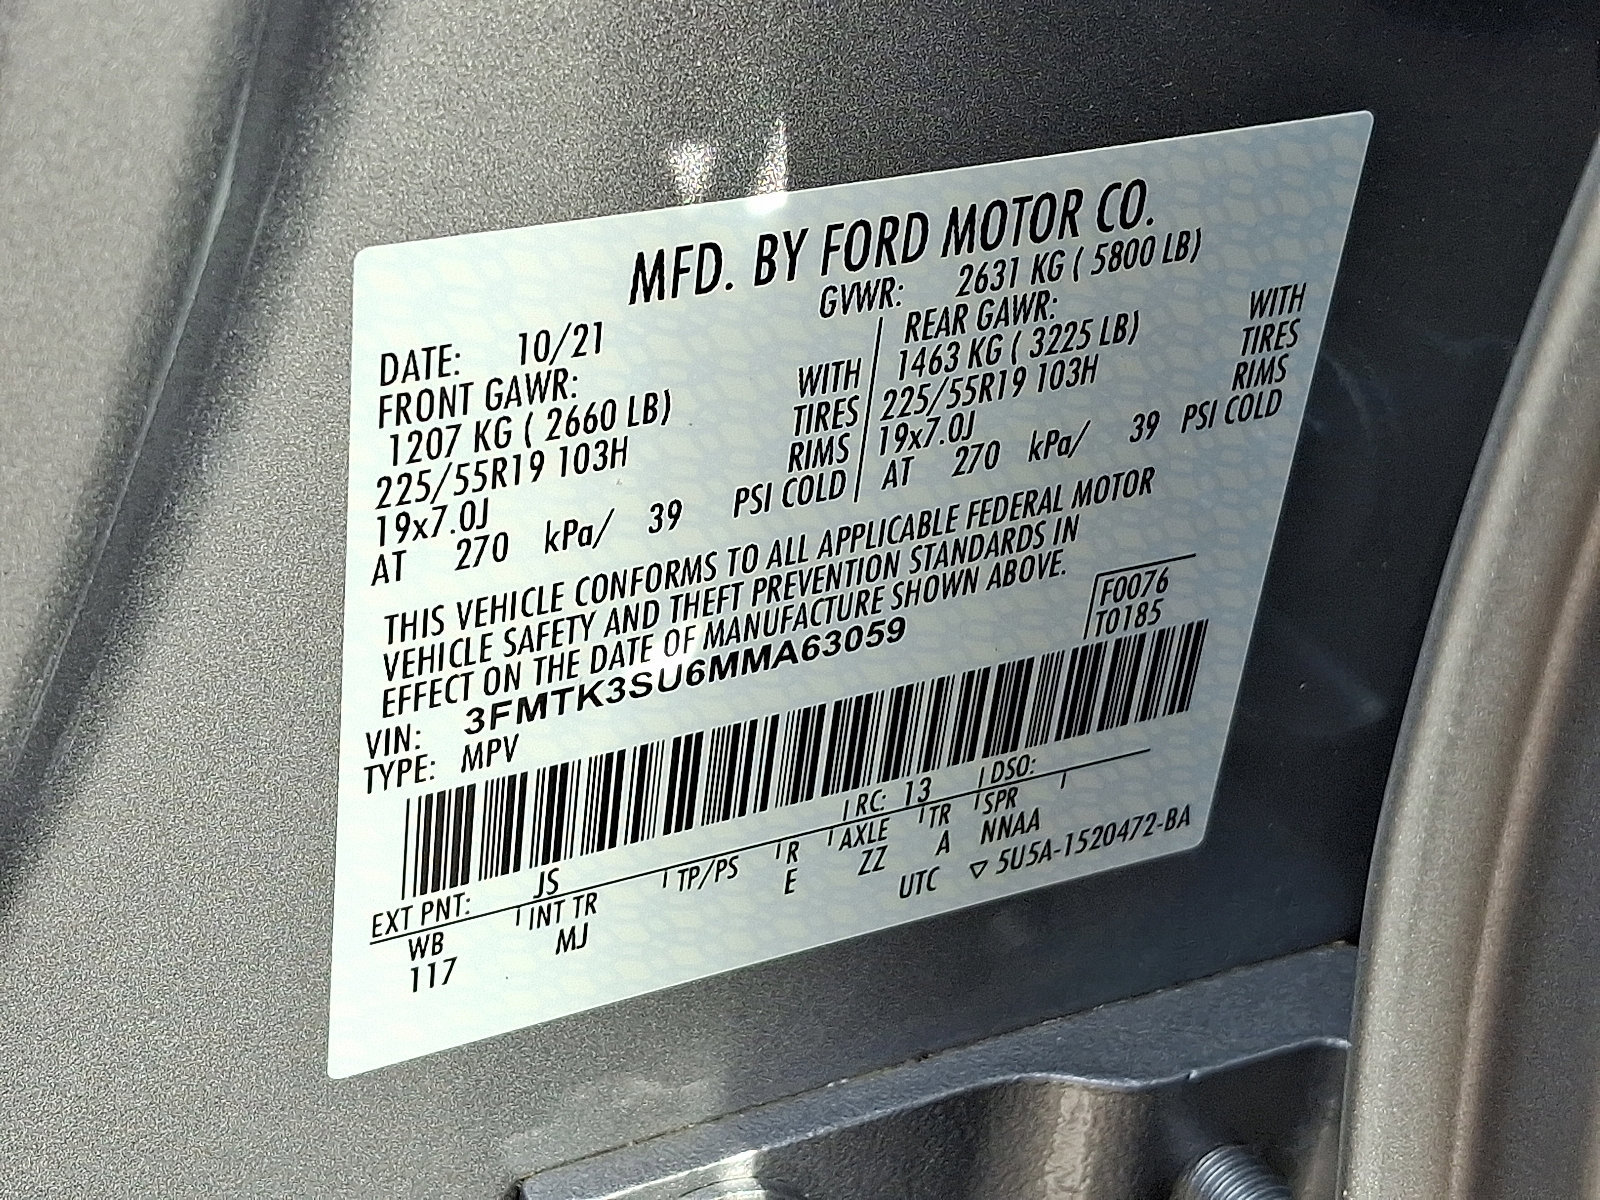 MFD. BY FORD MOTOR CO.
DATE: 10/21 GVWR: 2631 KG ( 5800 LB)
FRONT GAWR: REAR GAWR:
1207 KG ( 2660 LB) WITH 1463 KG ( 3225 LB) WITH
225/55R19 103H TIRES 225/55R19 103H TIRES
19x7.0J RIMS 19x7.0J RIMS
AT 270 kPa/ 39 PSI COLD AT 270 kPa/ 39 PSI COLD
THIS VEHICLE CONFORMS TO ALL APPLICABLE FEDERAL MOTOR
VEHICLE SAFETY AND THEFT PREVENTION STANDARDS IN
EFFECT ON THE DATE OF MANUFACTURE SHOWN ABOVE.
VIN: 3FMTK3SU6MMA63059 F0076
TYPE: MPV T0185
EXT PNT: JS RC: 13 DSO:
WB INT TR TP/PS R AXLE TR SPR
117 MJ E ZZ A NNAA
UTC ▽ 5U5A-1520472-BA